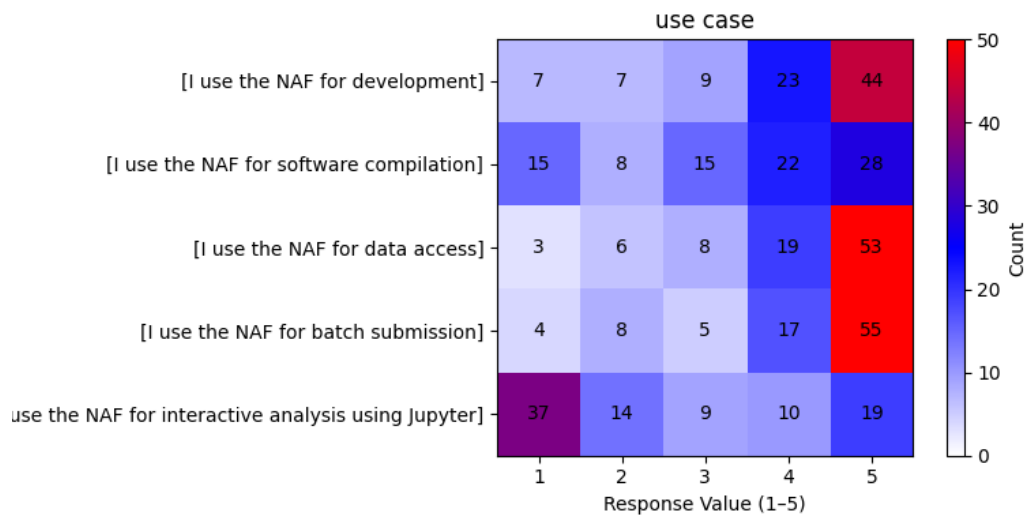 use case
[I use the NAF for development] 7 7 9 23 44
[I use the NAF for software compilation] 15 8 15 22 28
[I use the NAF for data access] 3 6 8 19 53
[I use the NAF for batch submission] 4 8 5 17 55
use the NAF for interactive analysis using Jupyter] 37 14 9 10 19
1 2 3 4 5
Response Value (1–5)
50
40
30
20
10
0
Count